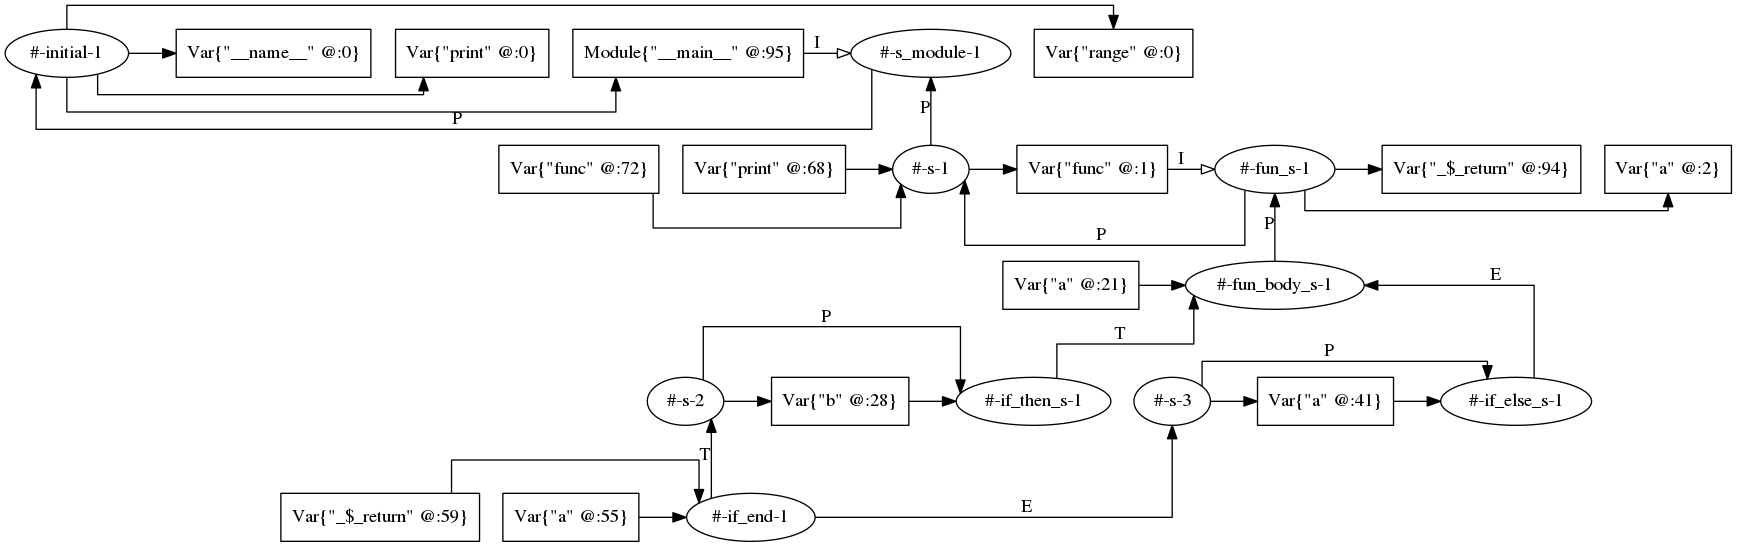 #-initial-1
Var{"__name__" @:0}
Var{"print" @:0}
Module{"__main__" @:95}
I
#-s_module-1
Var{"range" @:0}
P
P
Var{"func" @:72}
Var{"print" @:68}
#-s-1
Var{"func" @:1}
I
#-fun_s-1
Var{"_$_return" @:94}
Var{"a" @:2}
P
P
Var{"a" @:21}
#-fun_body_s-1
E
P
T
P
#-s-2
Var{"b" @:28}
#-if_then_s-1
#-s-3
Var{"a" @:41}
#-if_else_s-1
T
Var{"_$_return" @:59}
Var{"a" @:55}
#-if_end-1
E